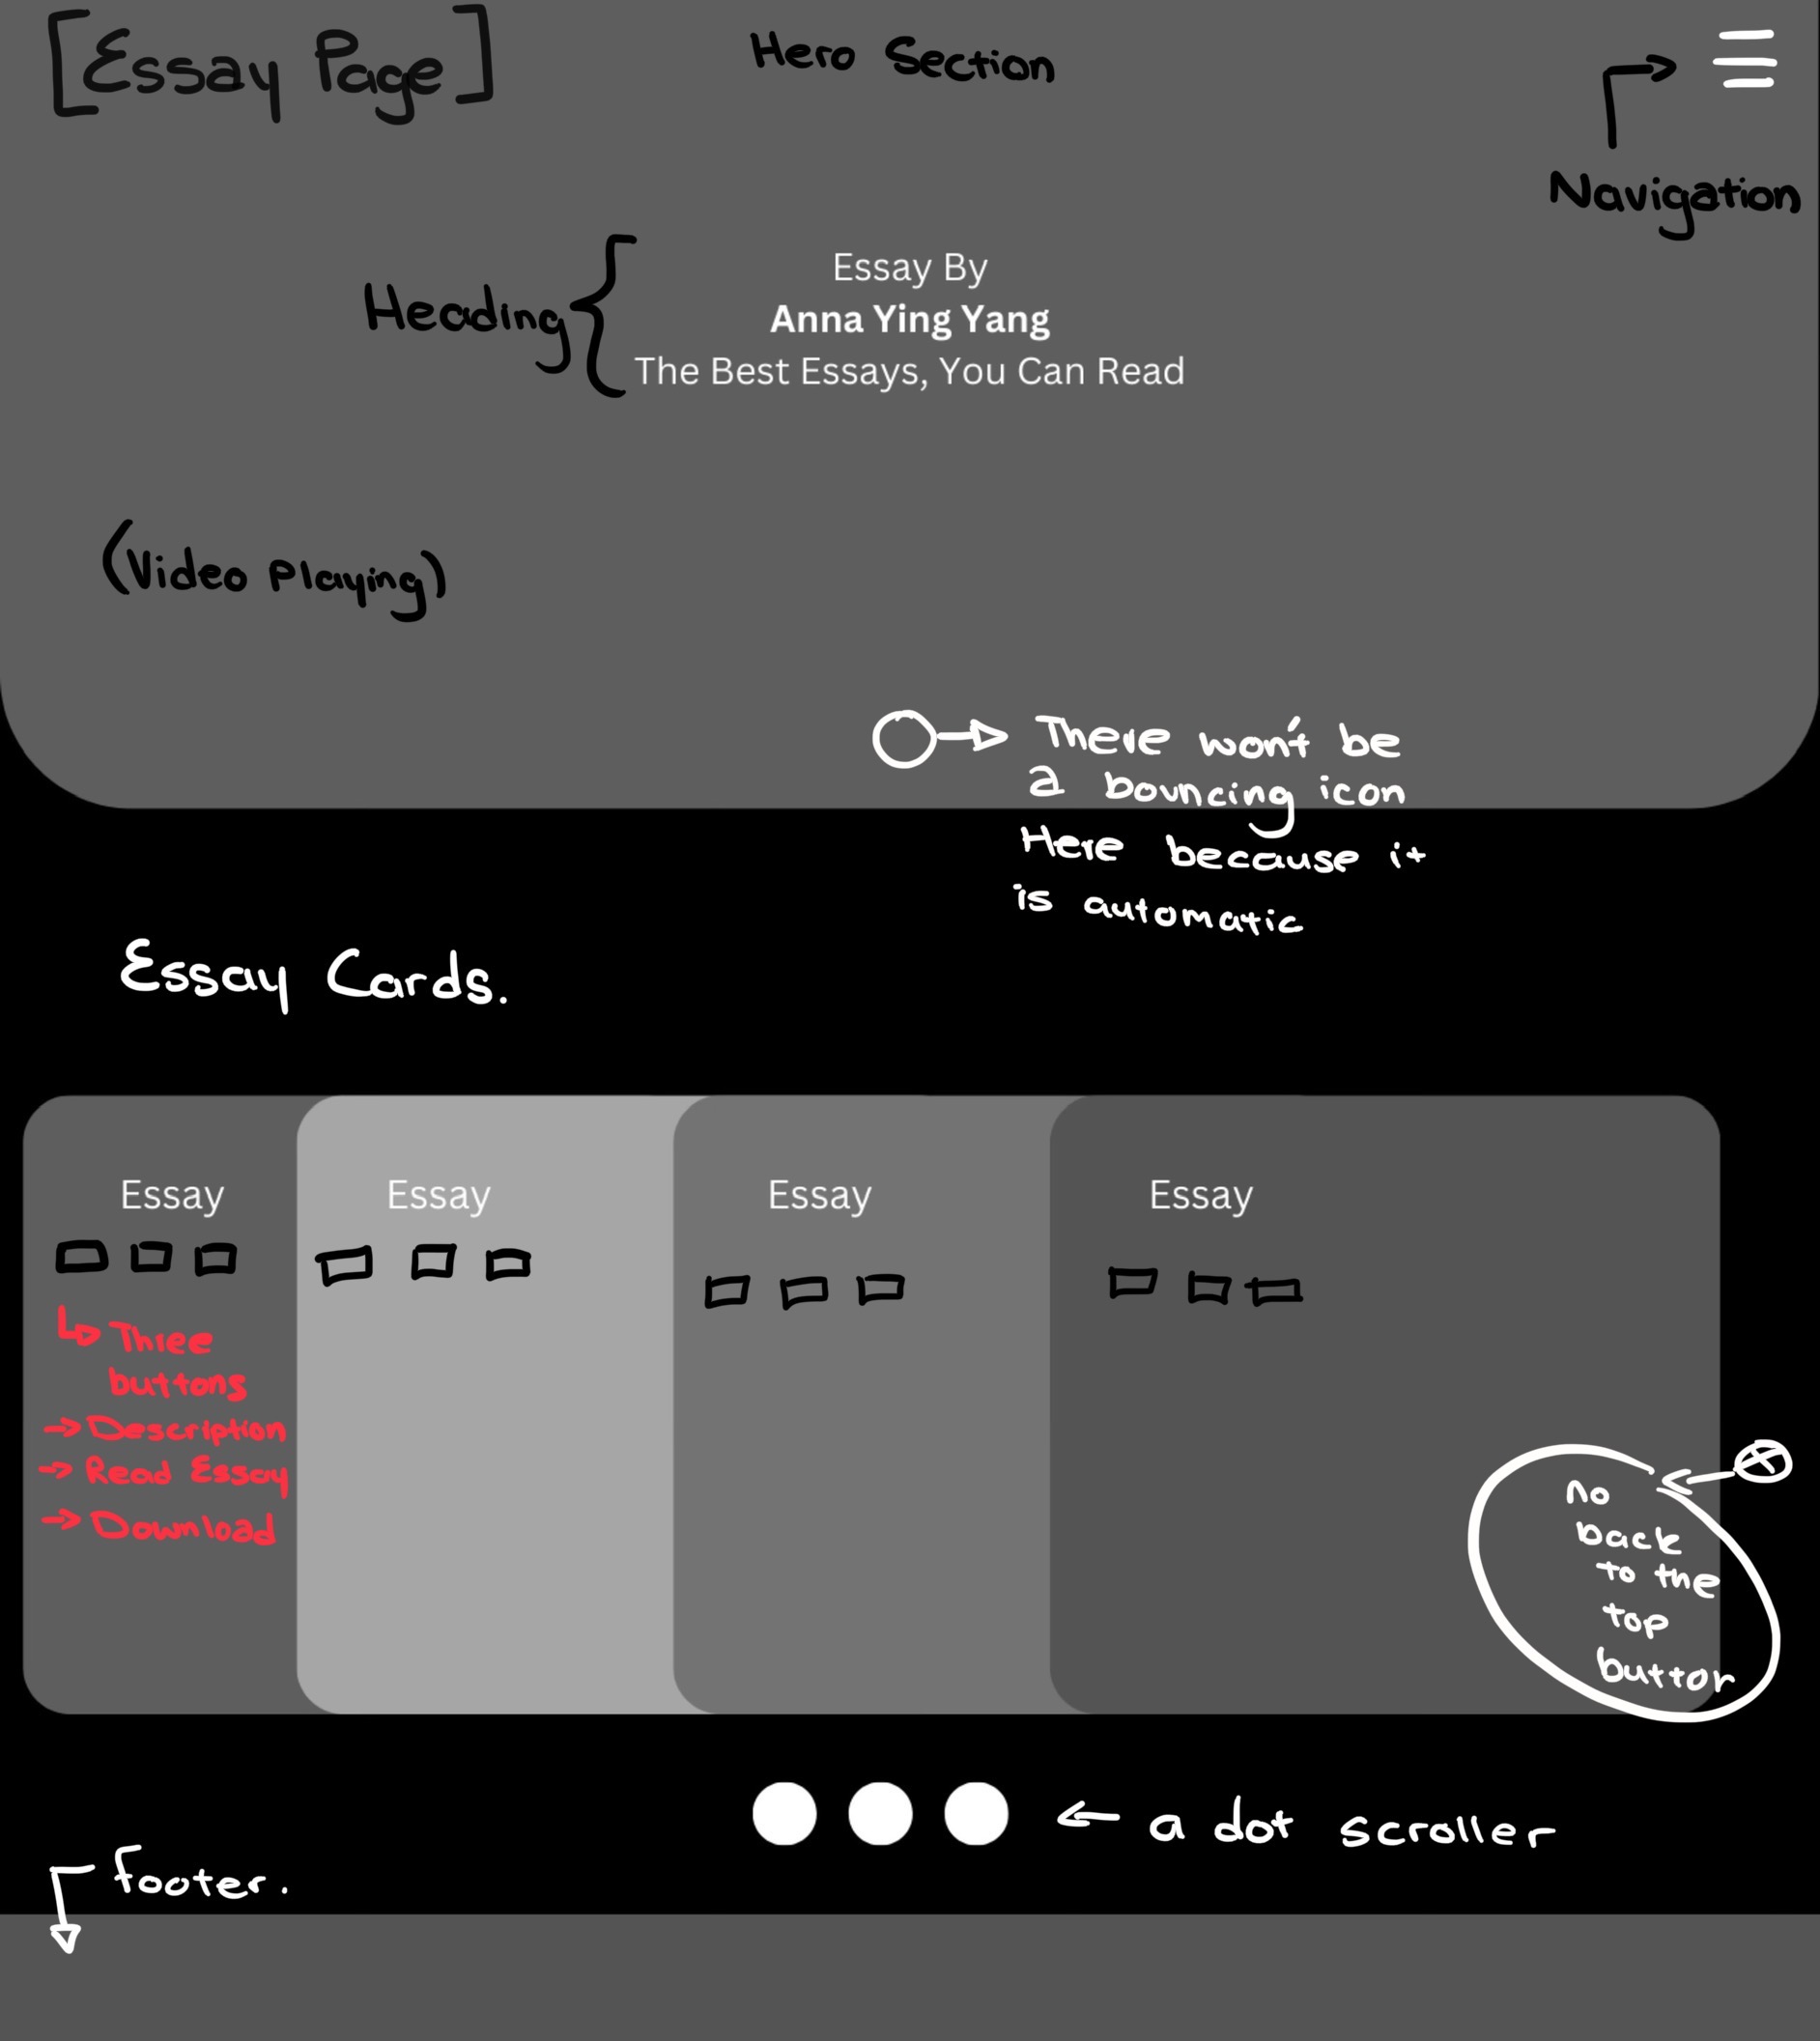 [Essay Page]
Hero Section
Navigation
Heading
Essay By
Anna Ying Yang
The Best Essays, You Can Read
(Video Playing)
There won't be
a bouncing icon
Here because it
is automatic
Essay Cards.
Essay
Essay
Essay
Essay
Three
buttons
→ Description
→ Read Essay
→ Download
No
back
to the
top
button
← a dot scroller
footer.